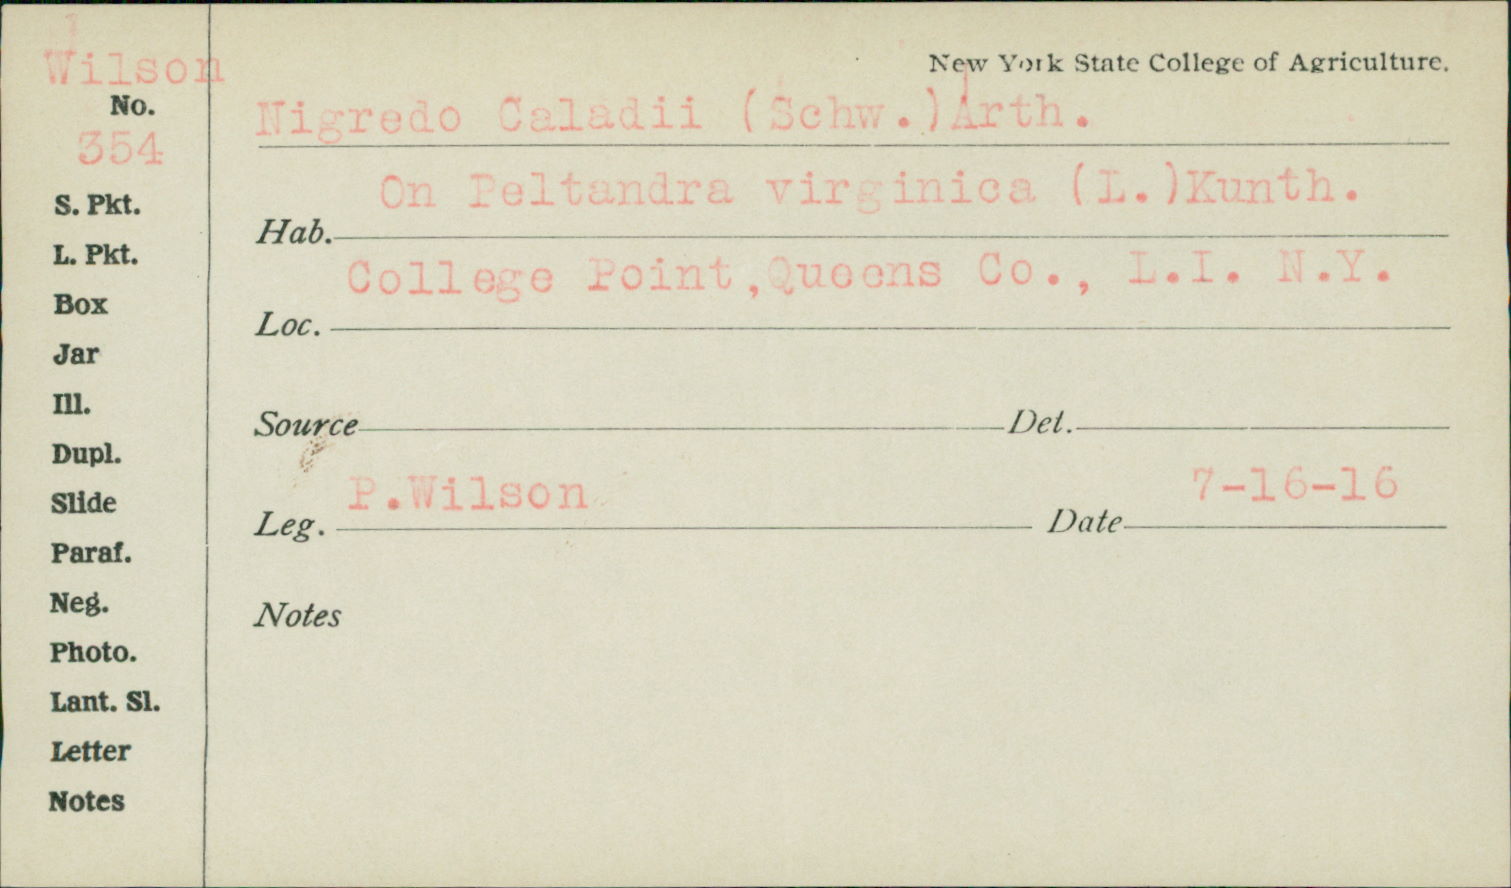 Wilson
No.
354
S. Pkt.
L. Pkt.
Box
Jar
Ill.
Dupl.
Slide
Paraf.
Neg.
Photo.
Lant. Sl.
Letter
Notes
New York State College of Agriculture.
Nigredo Caladii (Schw.)Arth.
On Peltandra virginica (L.)Kunth.
Hab.
College Point,Queens Co., L.I. N.Y.
Loc.
Source Det.
P.Wilson 7-16-16
Leg. Date
Notes